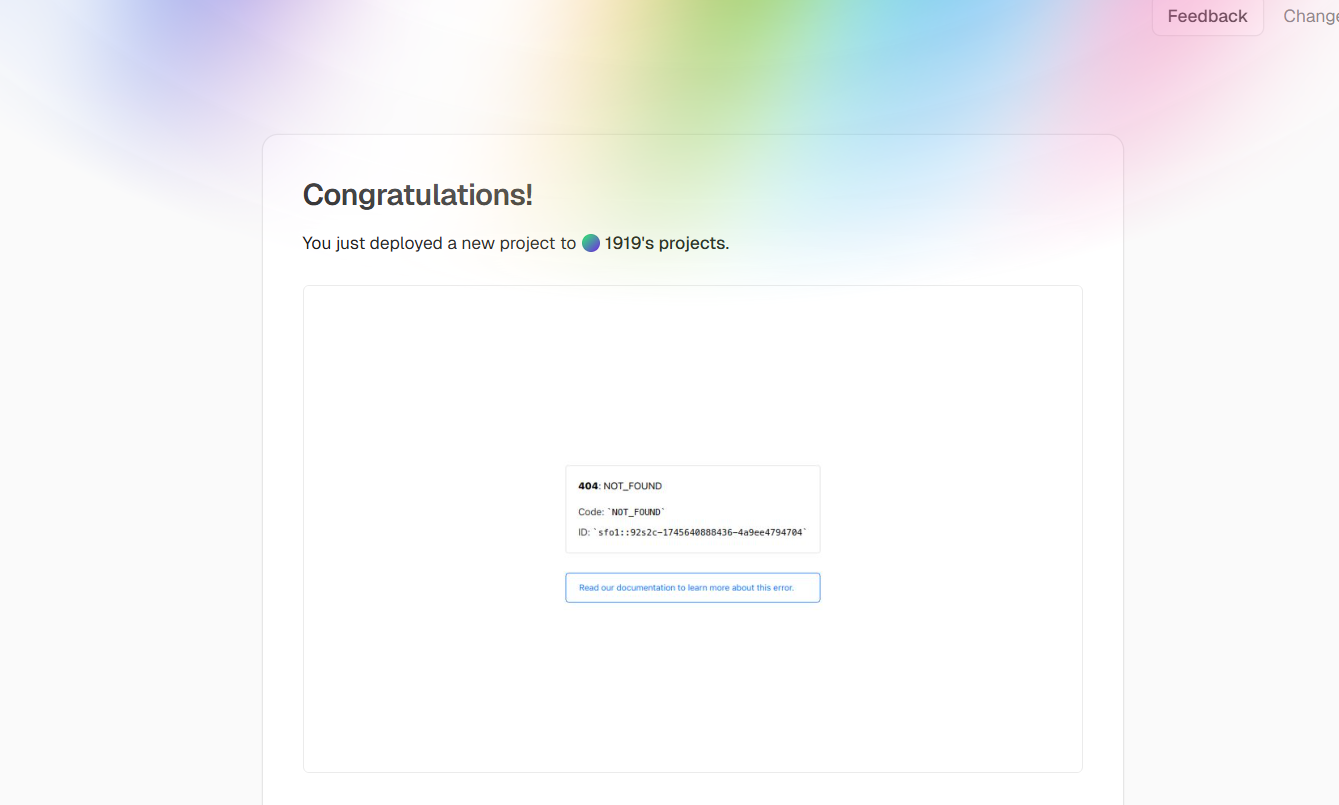 Feedback
Change
Congratulations!
You just deployed a new project to 1919's projects.
404: NOT_FOUND
Code: `NOT_FOUND`
ID: `sfo1::92s2c-1745640888436-4a9ee4794704`
Read our documentation to learn more about this error.